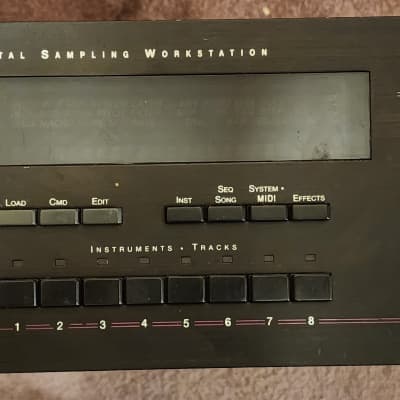 TAL SAMPLING WORKSTATION
LOAD CMD EDIT INST SEQ SONG SYSTEM • MIDI EFFECTS
INSTRUMENTS • TRACKS
1 2 3 4 5 6 7 8